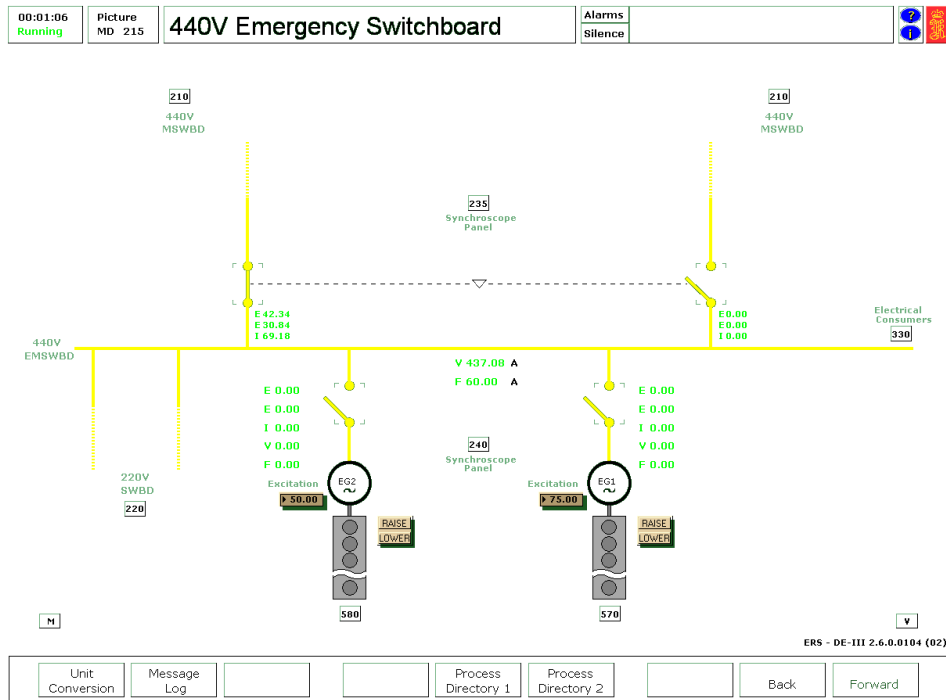 00:01:06
Running
Picture
MD 215
440V Emergency Switchboard
Alarms
Silence
?
i
210
440V
MSWBD
210
440V
MSWBD
235
Synchroscope
Panel
E 42.34
E 30.84
I 69.18
E0.00
E0.00
I 0.00
Electrical
Consumers
330
440V
EMSWBD
V 437.08 A
F 60.00 A
E 0.00
E 0.00
I 0.00
V 0.00
F 0.00
E 0.00
E 0.00
I 0.00
V 0.00
F 0.00
240
Synchroscope
Panel
220V
SWBD
220
Excitation
50.00
EG2
RAISE
LOWER
580
Excitation
75.00
EG1
RAISE
LOWER
570
M
V
ERS - DE-III 2.6.0.0104 (02)
Unit
Conversion
Message
Log
Process
Directory 1
Process
Directory 2
Back
Forward